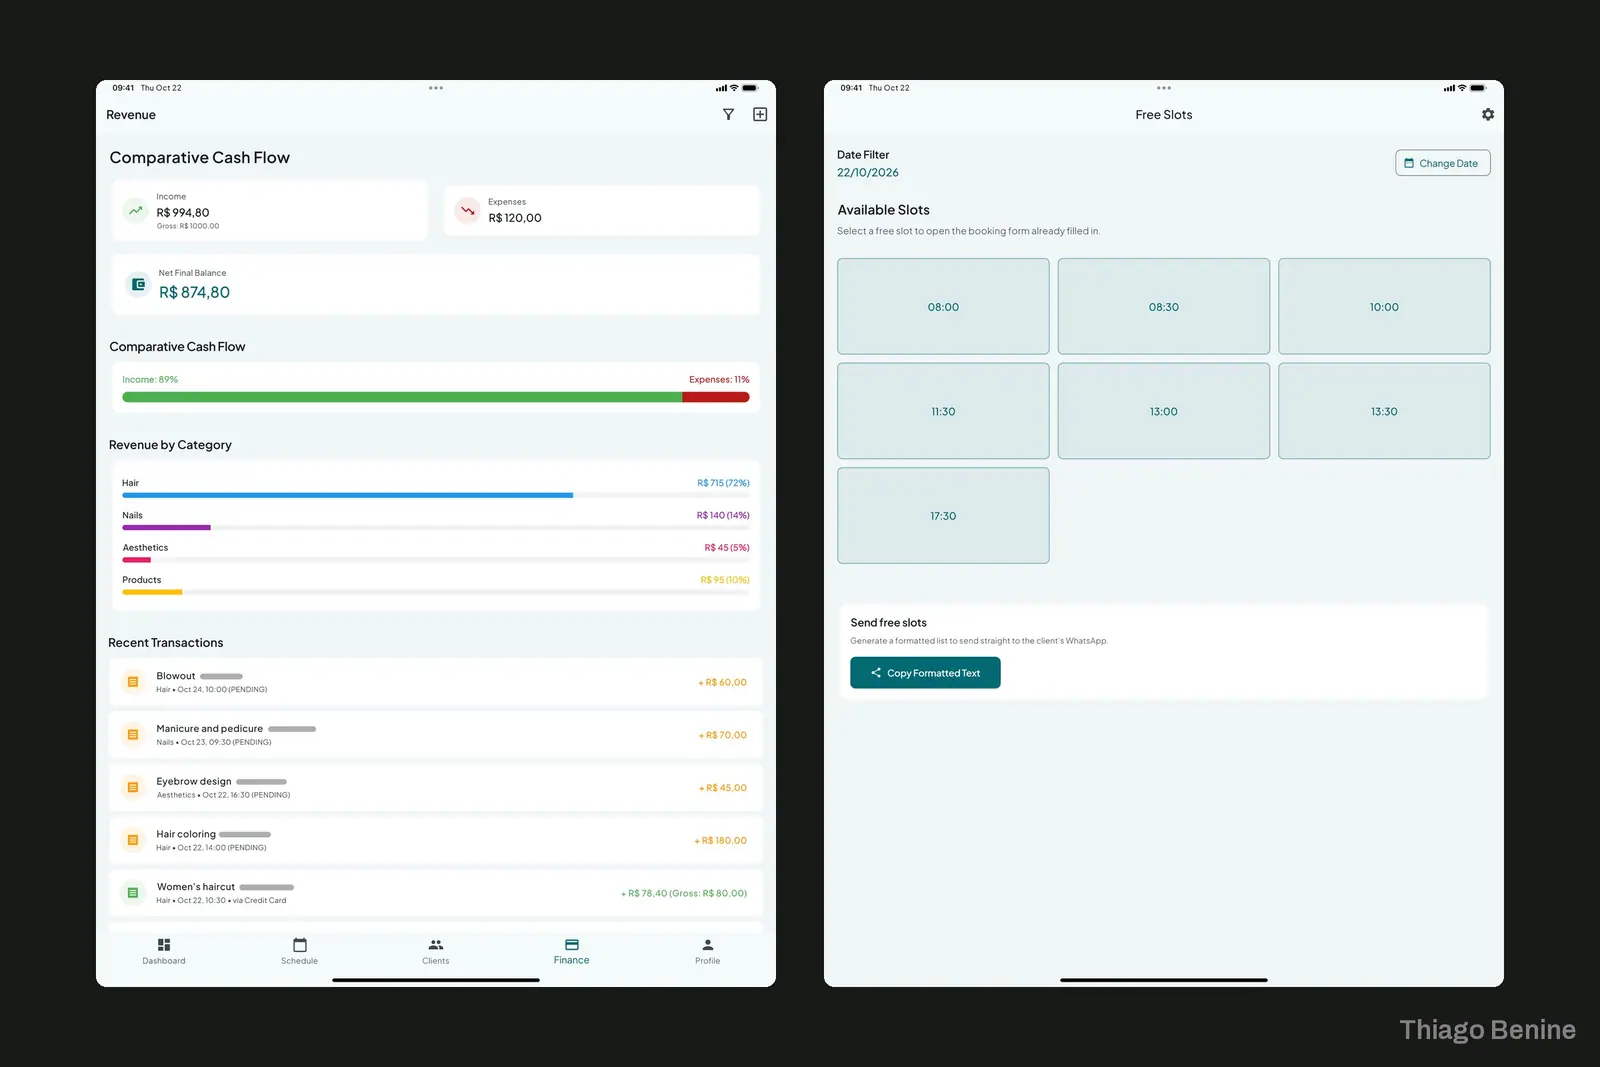 09:41 Thu Oct 22
Revenue
Comparative Cash Flow
Income
R$ 994,80
Gross: R$ 1000,00
Expenses
R$ 120,00
Net Final Balance
R$ 874,80
Comparative Cash Flow
Income: 89%
Expenses: 11%
Revenue by Category
Hair
R$ 715 (72%)
Nails
R$ 140 (14%)
Aesthetics
R$ 45 (5%)
Products
R$ 95 (10%)
Recent Transactions
Blowout
Hair • Oct 24, 10:00 (PENDING)
+ R$ 60,00
Manicure and pedicure
Nails • Oct 23, 09:30 (PENDING)
+ R$ 70,00
Eyebrow design
Aesthetics • Oct 22, 16:30 (PENDING)
+ R$ 45,00
Hair coloring
Hair • Oct 22, 14:00 (PENDING)
+ R$ 180,00
Women's haircut
Hair • Oct 22, 10:30 • via Credit Card
+ R$ 78,40 (Gross: R$ 80,00)
Dashboard
Schedule
Clients
Finance
Profile
09:41 Thu Oct 22
Free Slots
Date Filter
22/10/2026
Change Date
Available Slots
Select a free slot to open the booking form already filled in.
08:00
08:30
10:00
11:30
13:00
13:30
17:30
Send free slots
Generate a formatted list to send straight to the client's WhatsApp.
Copy Formatted Text
Thiago Benine